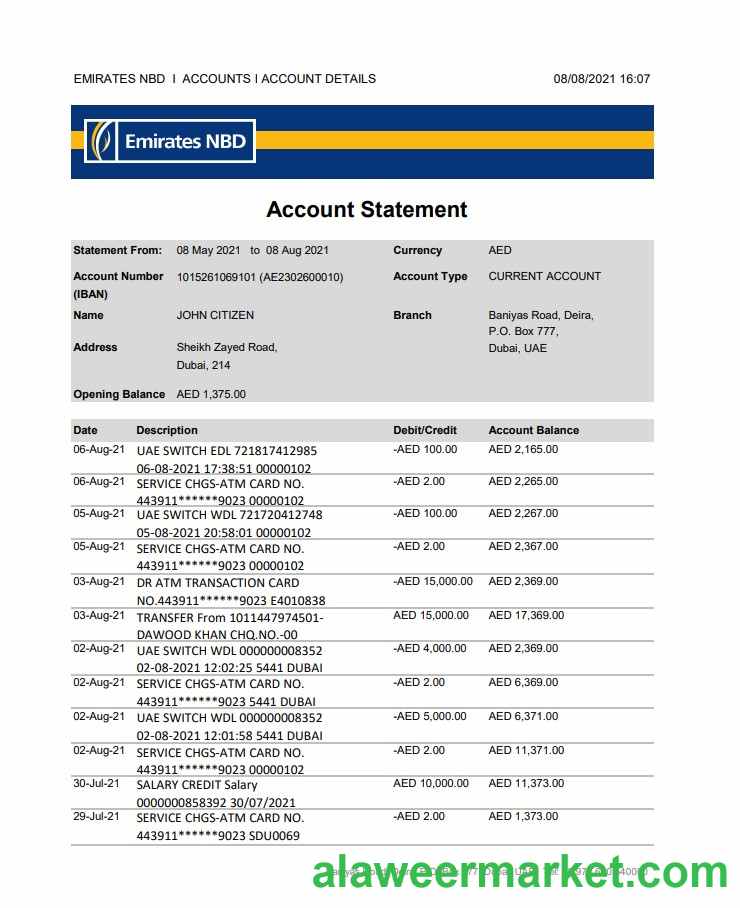 EMIRATES NBD I ACCOUNTS I ACCOUNT DETAILS 08/08/2021 16:07
Emirates NBD
Account Statement
Statement From: 08 May 2021 to 08 Aug 2021 Currency AED
Account Number 1015261069101 (AE2302600010) Account Type CURRENT ACCOUNT
(IBAN)
Name JOHN CITIZEN Branch Baniyas Road, Deira,
P.O. Box 777,
Address Sheikh Zayed Road, Dubai, UAE
Dubai, 214
Opening Balance AED 1,375.00
Date Description Debit/Credit Account Balance
06-Aug-21 UAE SWITCH EDL 721817412985 -AED 100.00 AED 2,165.00
06-08-2021 17:38:51 00000102
06-Aug-21 SERVICE CHGS-ATM CARD NO. -AED 2.00 AED 2,265.00
443911******9023 00000102
05-Aug-21 UAE SWITCH WDL 721720412748 -AED 100.00 AED 2,267.00
05-08-2021 20:58:01 00000102
05-Aug-21 SERVICE CHGS-ATM CARD NO. -AED 2.00 AED 2,367.00
443911******9023 00000102
03-Aug-21 DR ATM TRANSACTION CARD -AED 15,000.00 AED 2,369.00
NO.443911******9023 E4010838
03-Aug-21 TRANSFER From 1011447974501- AED 15,000.00 AED 17,369.00
DAWOOD KHAN CHQ.NO.-00
02-Aug-21 UAE SWITCH WDL 000000008352 -AED 4,000.00 AED 2,369.00
02-08-2021 12:02:25 5441 DUBAI
02-Aug-21 SERVICE CHGS-ATM CARD NO. -AED 2.00 AED 6,369.00
443911******9023 5441 DUBAI
02-Aug-21 UAE SWITCH WDL 000000008352 -AED 5,000.00 AED 6,371.00
02-08-2021 12:01:58 5441 DUBAI
02-Aug-21 SERVICE CHGS-ATM CARD NO. -AED 2.00 AED 11,371.00
443911******9023 00000102
30-Jul-21 SALARY CREDIT Salary AED 10,000.00 AED 11,373.00
0000000858392 30/07/2021
29-Jul-21 SERVICE CHGS-ATM CARD NO. -AED 2.00 AED 1,373.00
443911******9023 SDU0069
alaweermarket.com